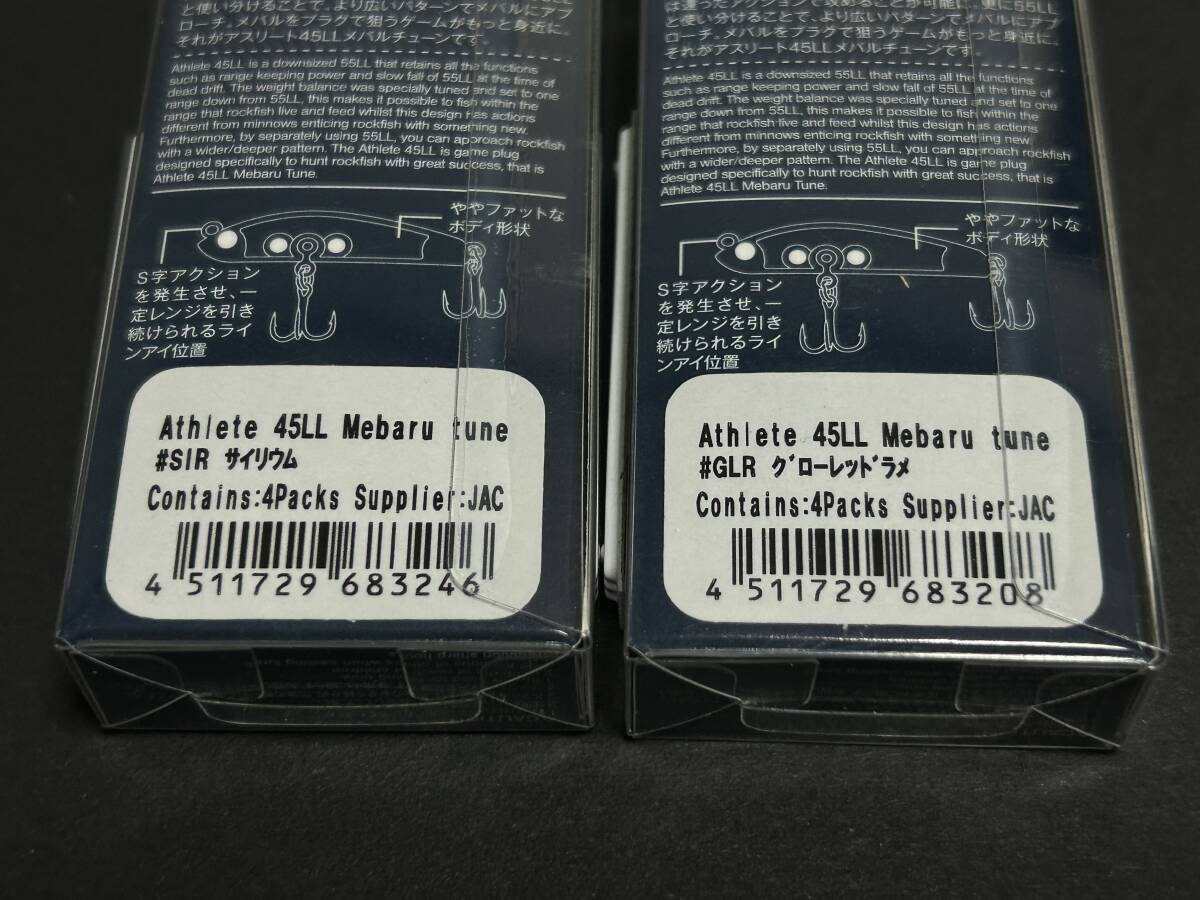 と使い分けることで、より広いパターンでメバルにアプ
ローチ。メバルをプラグで狙うゲームがもっと身近に。
それがアスリート45LLメバルチューンです。
Athlete 45LL is a downsized 55LL that retains all the functions
such as range keeping power and slow fall of 55LL at the time of
dead drift. The weight balance was specially tuned and set to one
range down from 55LL, this makes it possible to fish within the
range that rockfish live and feed whilst this design has actions
different from minnows enticing rockfish with something new.
Furthermore, by separately using 55LL, you can approach rockfish
with a wider/deeper pattern. The Athlete 45LL is game plug
designed specifically to hunt rockfish with great success, that is
Athlete 45LL Mebaru Tune.
ややファットな
ボディ形状
S字アクション
を発生させ、一
定レンジを引き
続けられるライ
ンアイ位置
Athlete 45LL Mebaru tune
#SIR サイリウム
Contains:4Packs Supplier:JAC
4 511729 683246
は違ったアクションで攻めることが可能に。更に55LL
と使い分けることで、より広いパターンでメバルにアプ
ローチ。メバルをプラグで狙うゲームがもっと身近に。
それがアスリート45LLメバルチューンです。
Athlete 45LL is a downsized 55LL that retains all the functions
such as range keeping power and slow fall of 55LL at the time of
dead drift. The weight balance was specially tuned and set to one
range down from 55LL, this makes it possible to fish within the
range that rockfish live and feed whilst this design has actions
different from minnows enticing rockfish with something new.
Furthermore, by separately using 55LL, you can approach rockfish
with a wider/deeper pattern. The Athlete 45LL is game plug
designed specifically to hunt rockfish with great success, that is
Athlete 45LL Mebaru Tune.
ややファットな
ボディ形状
S字アクション
を発生させ、一
定レンジを引き
続けられるライ
ンアイ位置
Athlete 45LL Mebaru tune
#GLR グローレッドラメ
Contains:4Packs Supplier:JAC
4 511729 683208